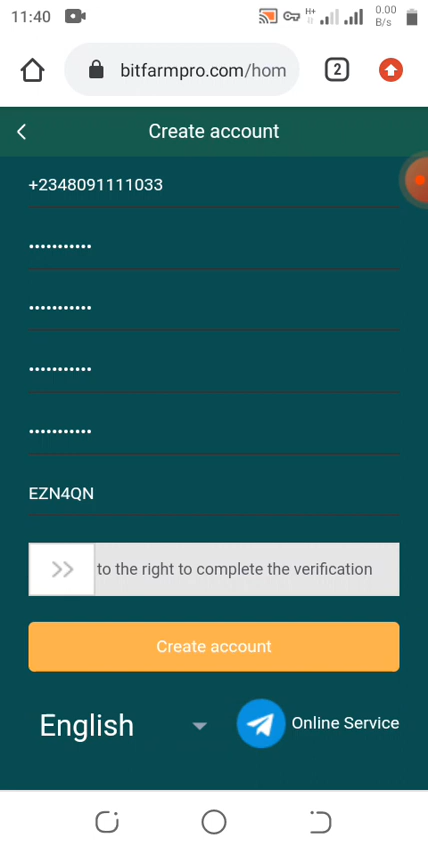 11:40
H+
0.00
B/s
bitfarmpro.com/hom
2
Create account
+2348091111033
•••••••••••
•••••••••••
•••••••••••
•••••••••••
EZN4QN
to the right to complete the verification
Create account
English
Online Service